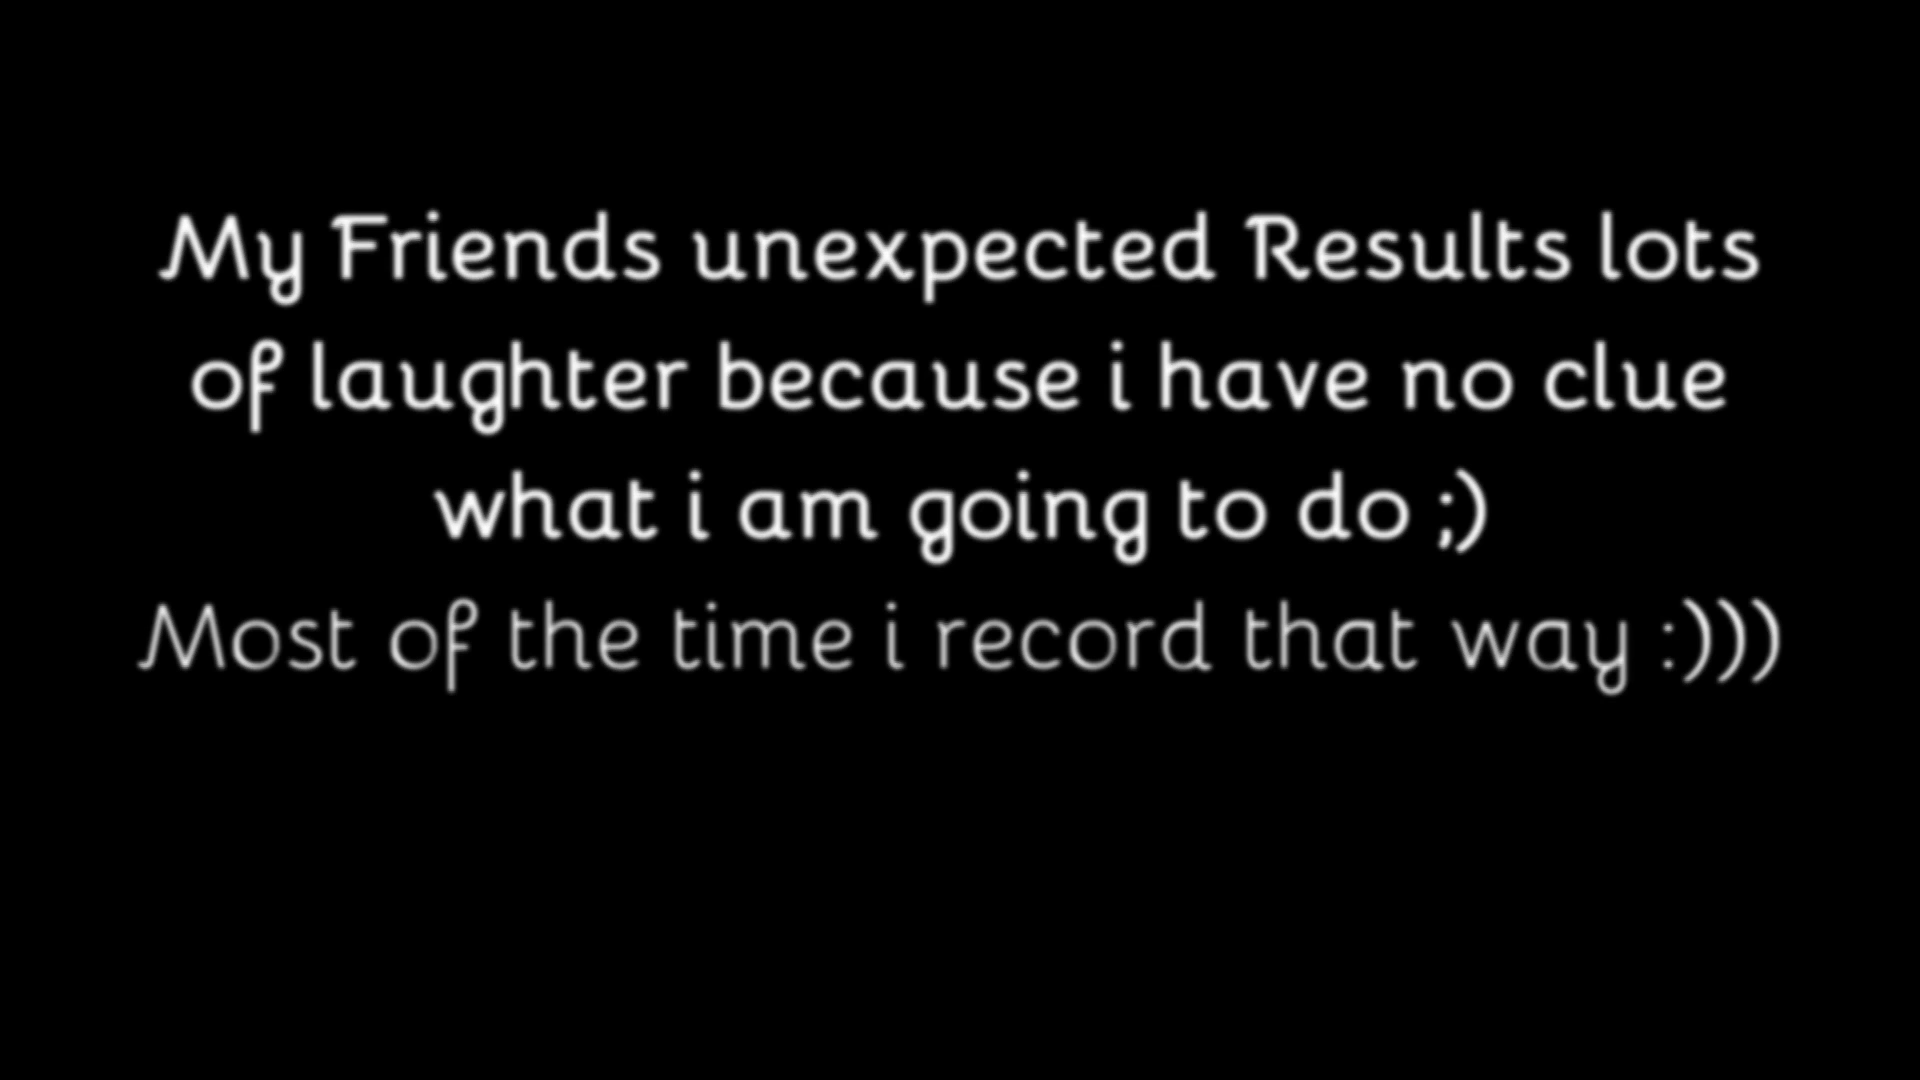 My Friends unexpected Results lots
of laughter because i have no clue
what i am going to do ;)
Most of the time i record that way :)))